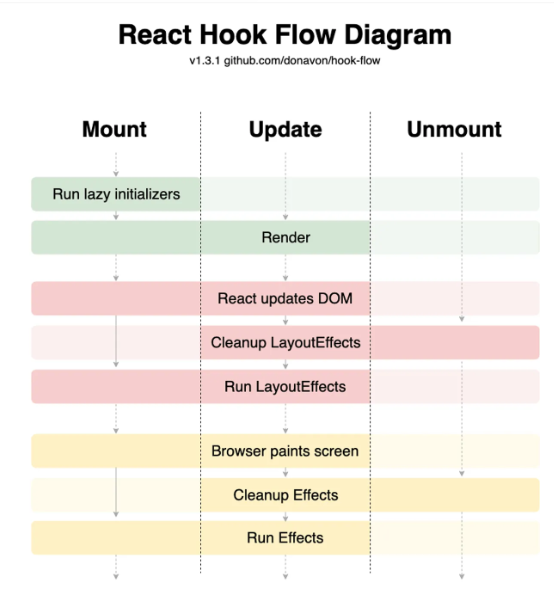 React Hook Flow Diagram
v1.3.1 github.com/donavon/hook-flow
Mount Update Unmount
Run lazy initializers
Render
React updates DOM
Cleanup LayoutEffects
Run LayoutEffects
Browser paints screen
Cleanup Effects
Run Effects